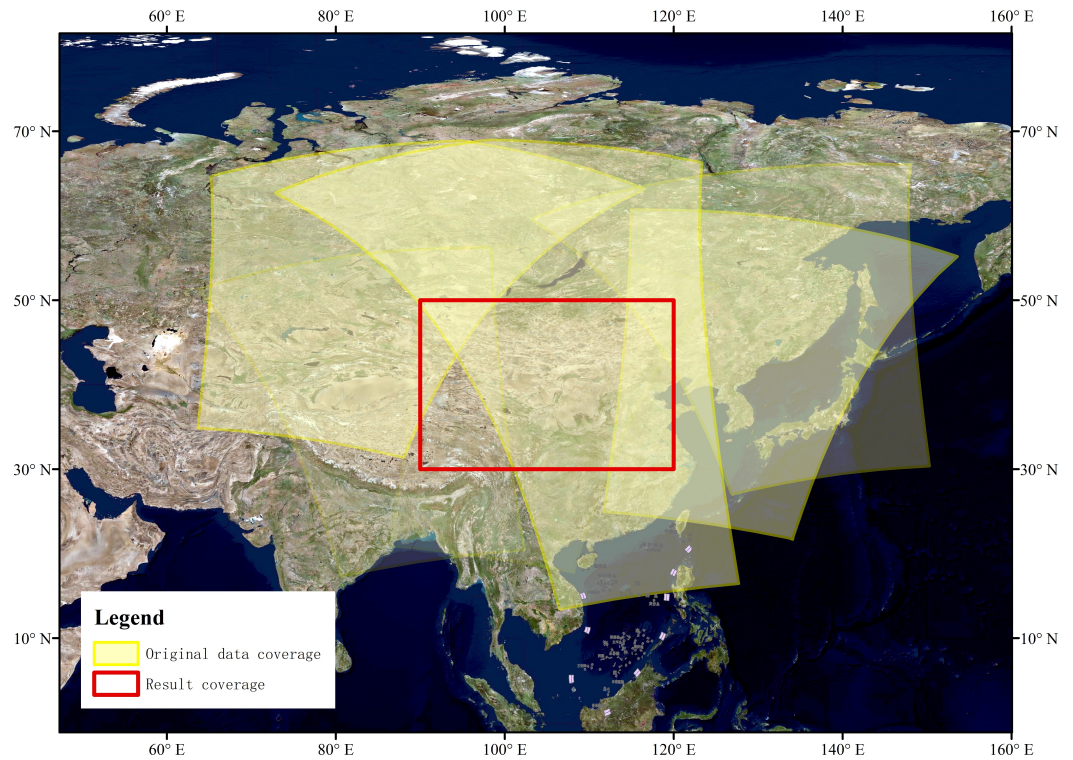 60° E 80° E 100° E 120° E 140° E 160° E
70° N 70° N
50° N 50° N
30° N 30° N
10° N 10° N
Legend
Original data coverage
Result coverage
60° E 80° E 100° E 120° E 140° E 160° E